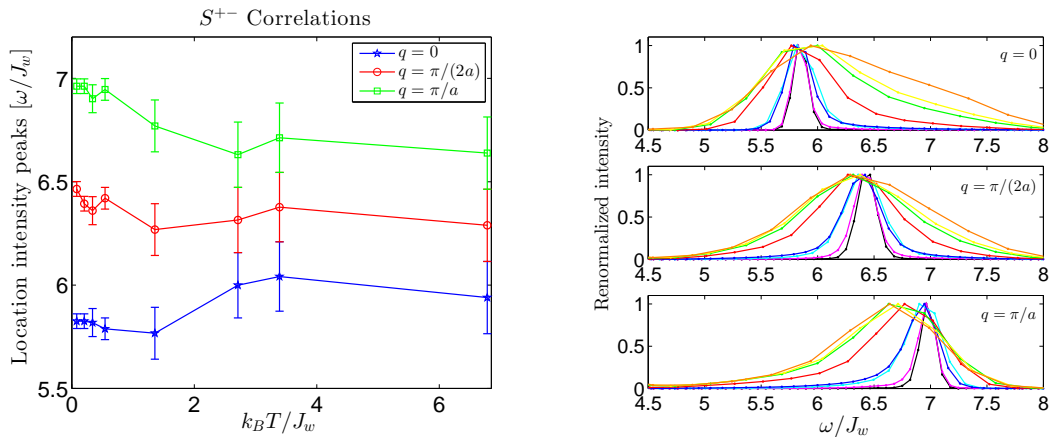 S^{+-} Correlations
Location intensity peaks [ω/J_w]
7
6.5
6
5.5
0
2
4
6
k_BT/J_w
q = 0
q = π/(2a)
q = π/a
Renormalized intensity
1
0.5
0
q = 0
4.5 5 5.5 6 6.5 7 7.5 8
1
0.5
0
q = π/(2a)
4.5 5 5.5 6 6.5 7 7.5 8
1
0.5
0
q = π/a
4.5 5 5.5 6 6.5 7 7.5 8
ω/J_w